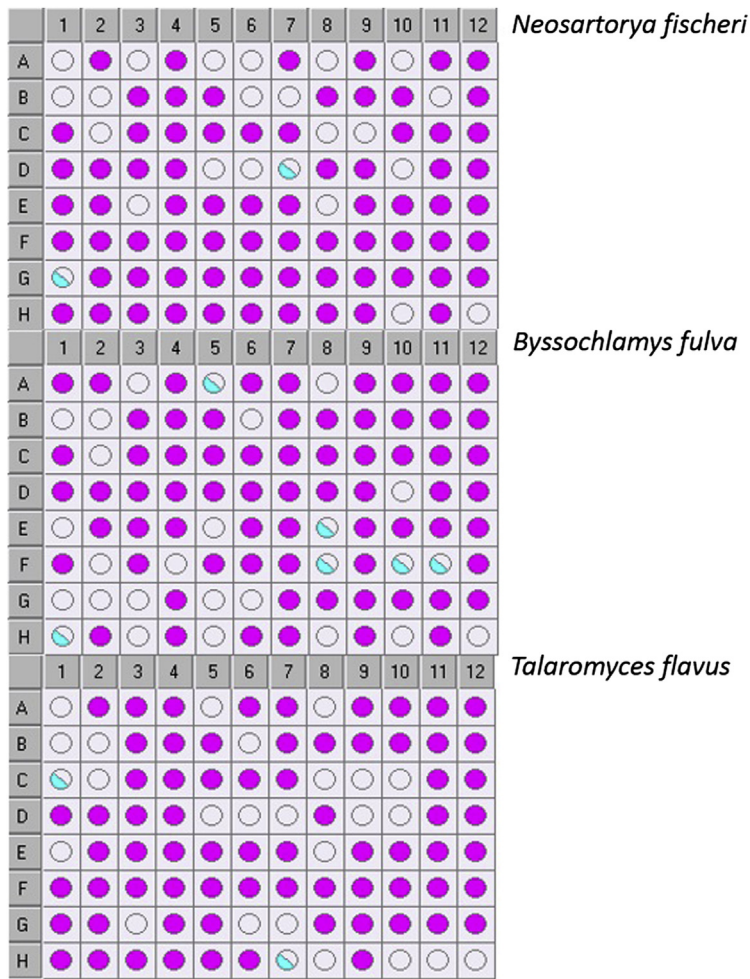 1 2 3 4 5 6 7 8 9 10 11 12 Neosartorya fischeri
A
B
C
D
E
F
G
H
1 2 3 4 5 6 7 8 9 10 11 12 Byssochlamys fulva
A
B
C
D
E
F
G
H
1 2 3 4 5 6 7 8 9 10 11 12 Talaromyces flavus
A
B
C
D
E
F
G
H